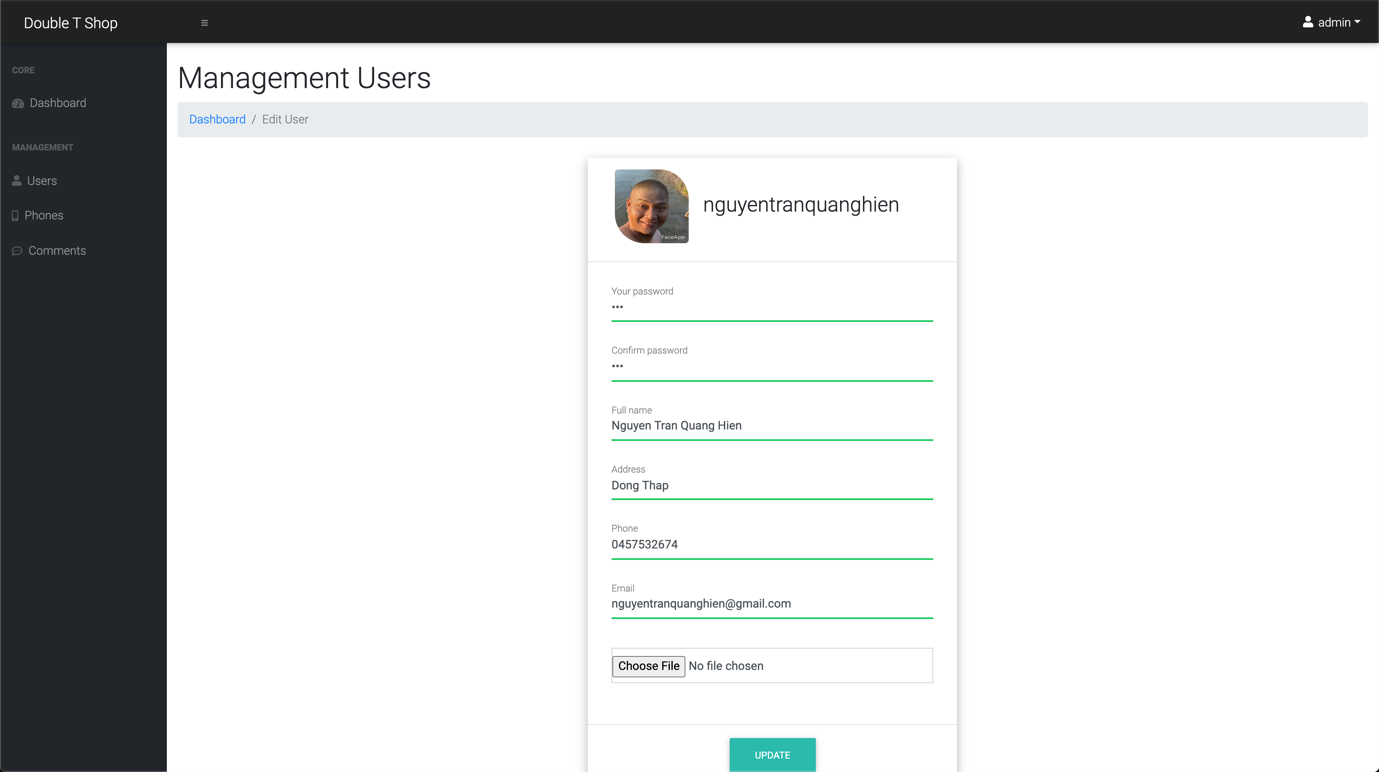 Double T Shop
admin
CORE
Dashboard
MANAGEMENT
Users
Phones
Comments
Management Users
Dashboard / Edit User
FaceApp
nguyentranquanghien
Your password
•••
Confirm password
•••
Full name
Nguyen Tran Quang Hien
Address
Dong Thap
Phone
0457532674
Email
nguyentranquanghien@gmail.com
Choose File No file chosen
UPDATE